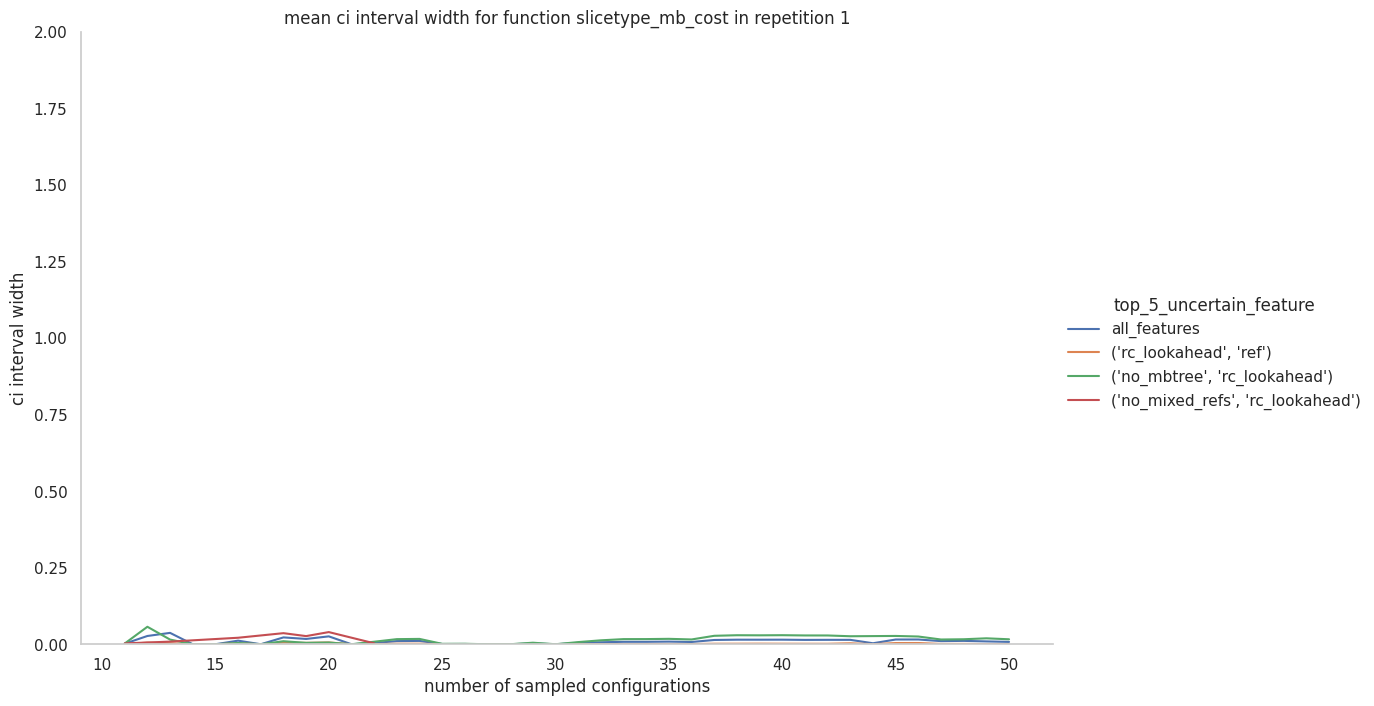 mean ci interval width for function slicetype_mb_cost in repetition 1
2.00
1.75
1.50
1.25
1.00
0.75
0.50
0.25
0.00
ci interval width
10 15 20 25 30 35 40 45 50
number of sampled configurations
top_5_uncertain_feature
all_features
('rc_lookahead', 'ref')
('no_mbtree', 'rc_lookahead')
('no_mixed_refs', 'rc_lookahead')